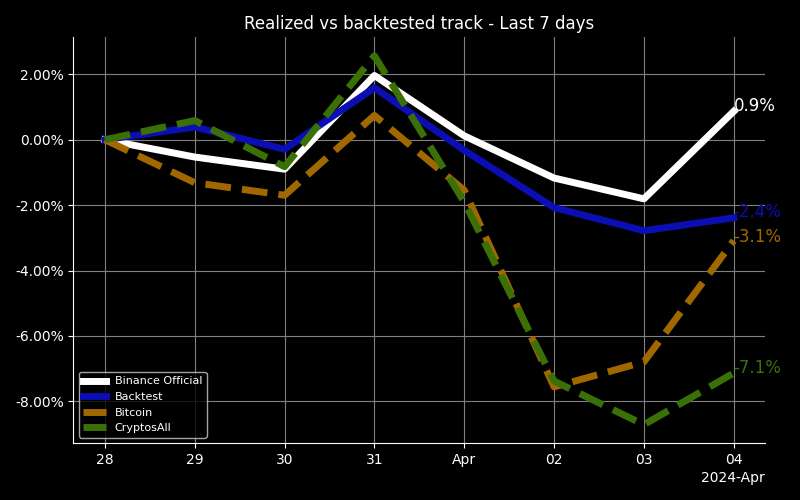 Realized vs backtested track - Last 7 days
2.00%
0.00%
-2.00%
-4.00%
-6.00%
-8.00%
0.9%
-2.4%
-3.1%
-7.1%
Binance Official
Backtest
Bitcoin
CryptosAll
28 29 30 31 Apr 02 03 04
2024-Apr